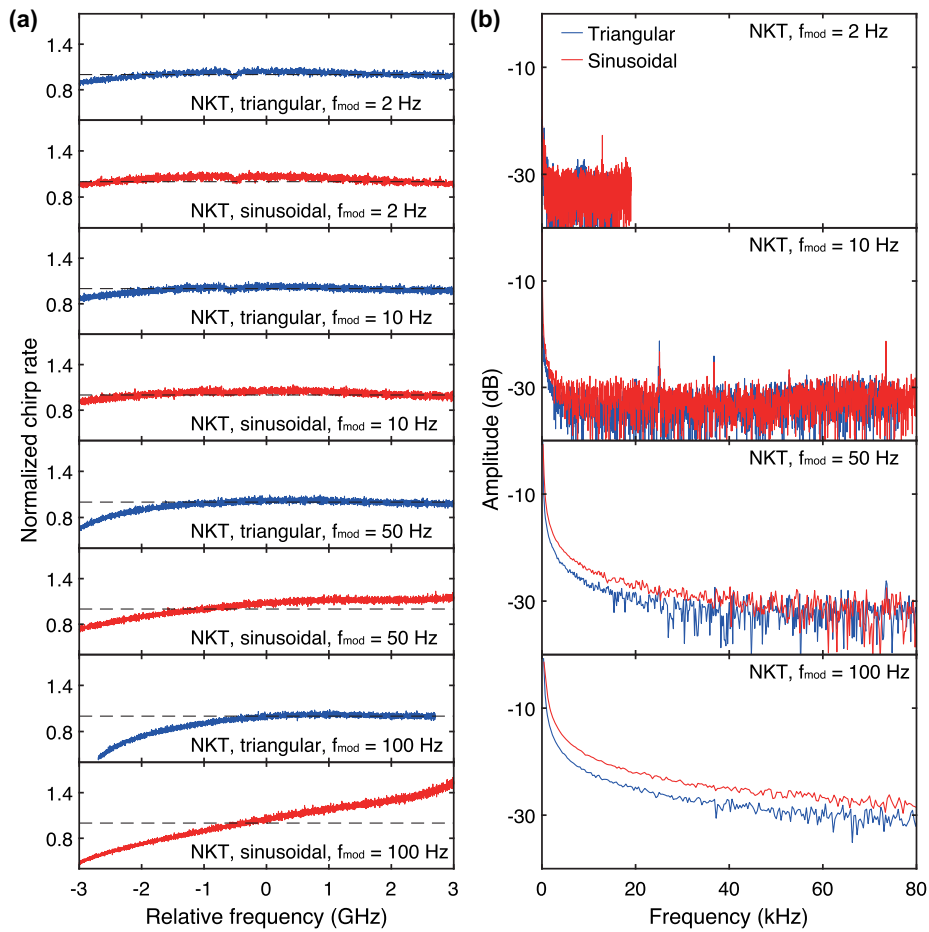 (a)
1.4
0.8
NKT, triangular, fmod = 2 Hz
1.4
0.8
NKT, sinusoidal, fmod = 2 Hz
1.4
0.8
NKT, triangular, fmod = 10 Hz
1.4
0.8
NKT, sinusoidal, fmod = 10 Hz
1.4
0.8
NKT, triangular, fmod = 50 Hz
1.4
0.8
NKT, sinusoidal, fmod = 50 Hz
1.4
0.8
NKT, triangular, fmod = 100 Hz
1.4
0.8
NKT, sinusoidal, fmod = 100 Hz
-3 -2 -1 0 1 2 3
Relative frequency (GHz)
Normalized chirp rate
(b)
Triangular
Sinusoidal
NKT, fmod = 2 Hz
-10
-30
NKT, fmod = 10 Hz
-10
-30
NKT, fmod = 50 Hz
-10
-30
NKT, fmod = 100 Hz
-10
-30
0 20 40 60 80
Frequency (kHz)
Amplitude (dB)